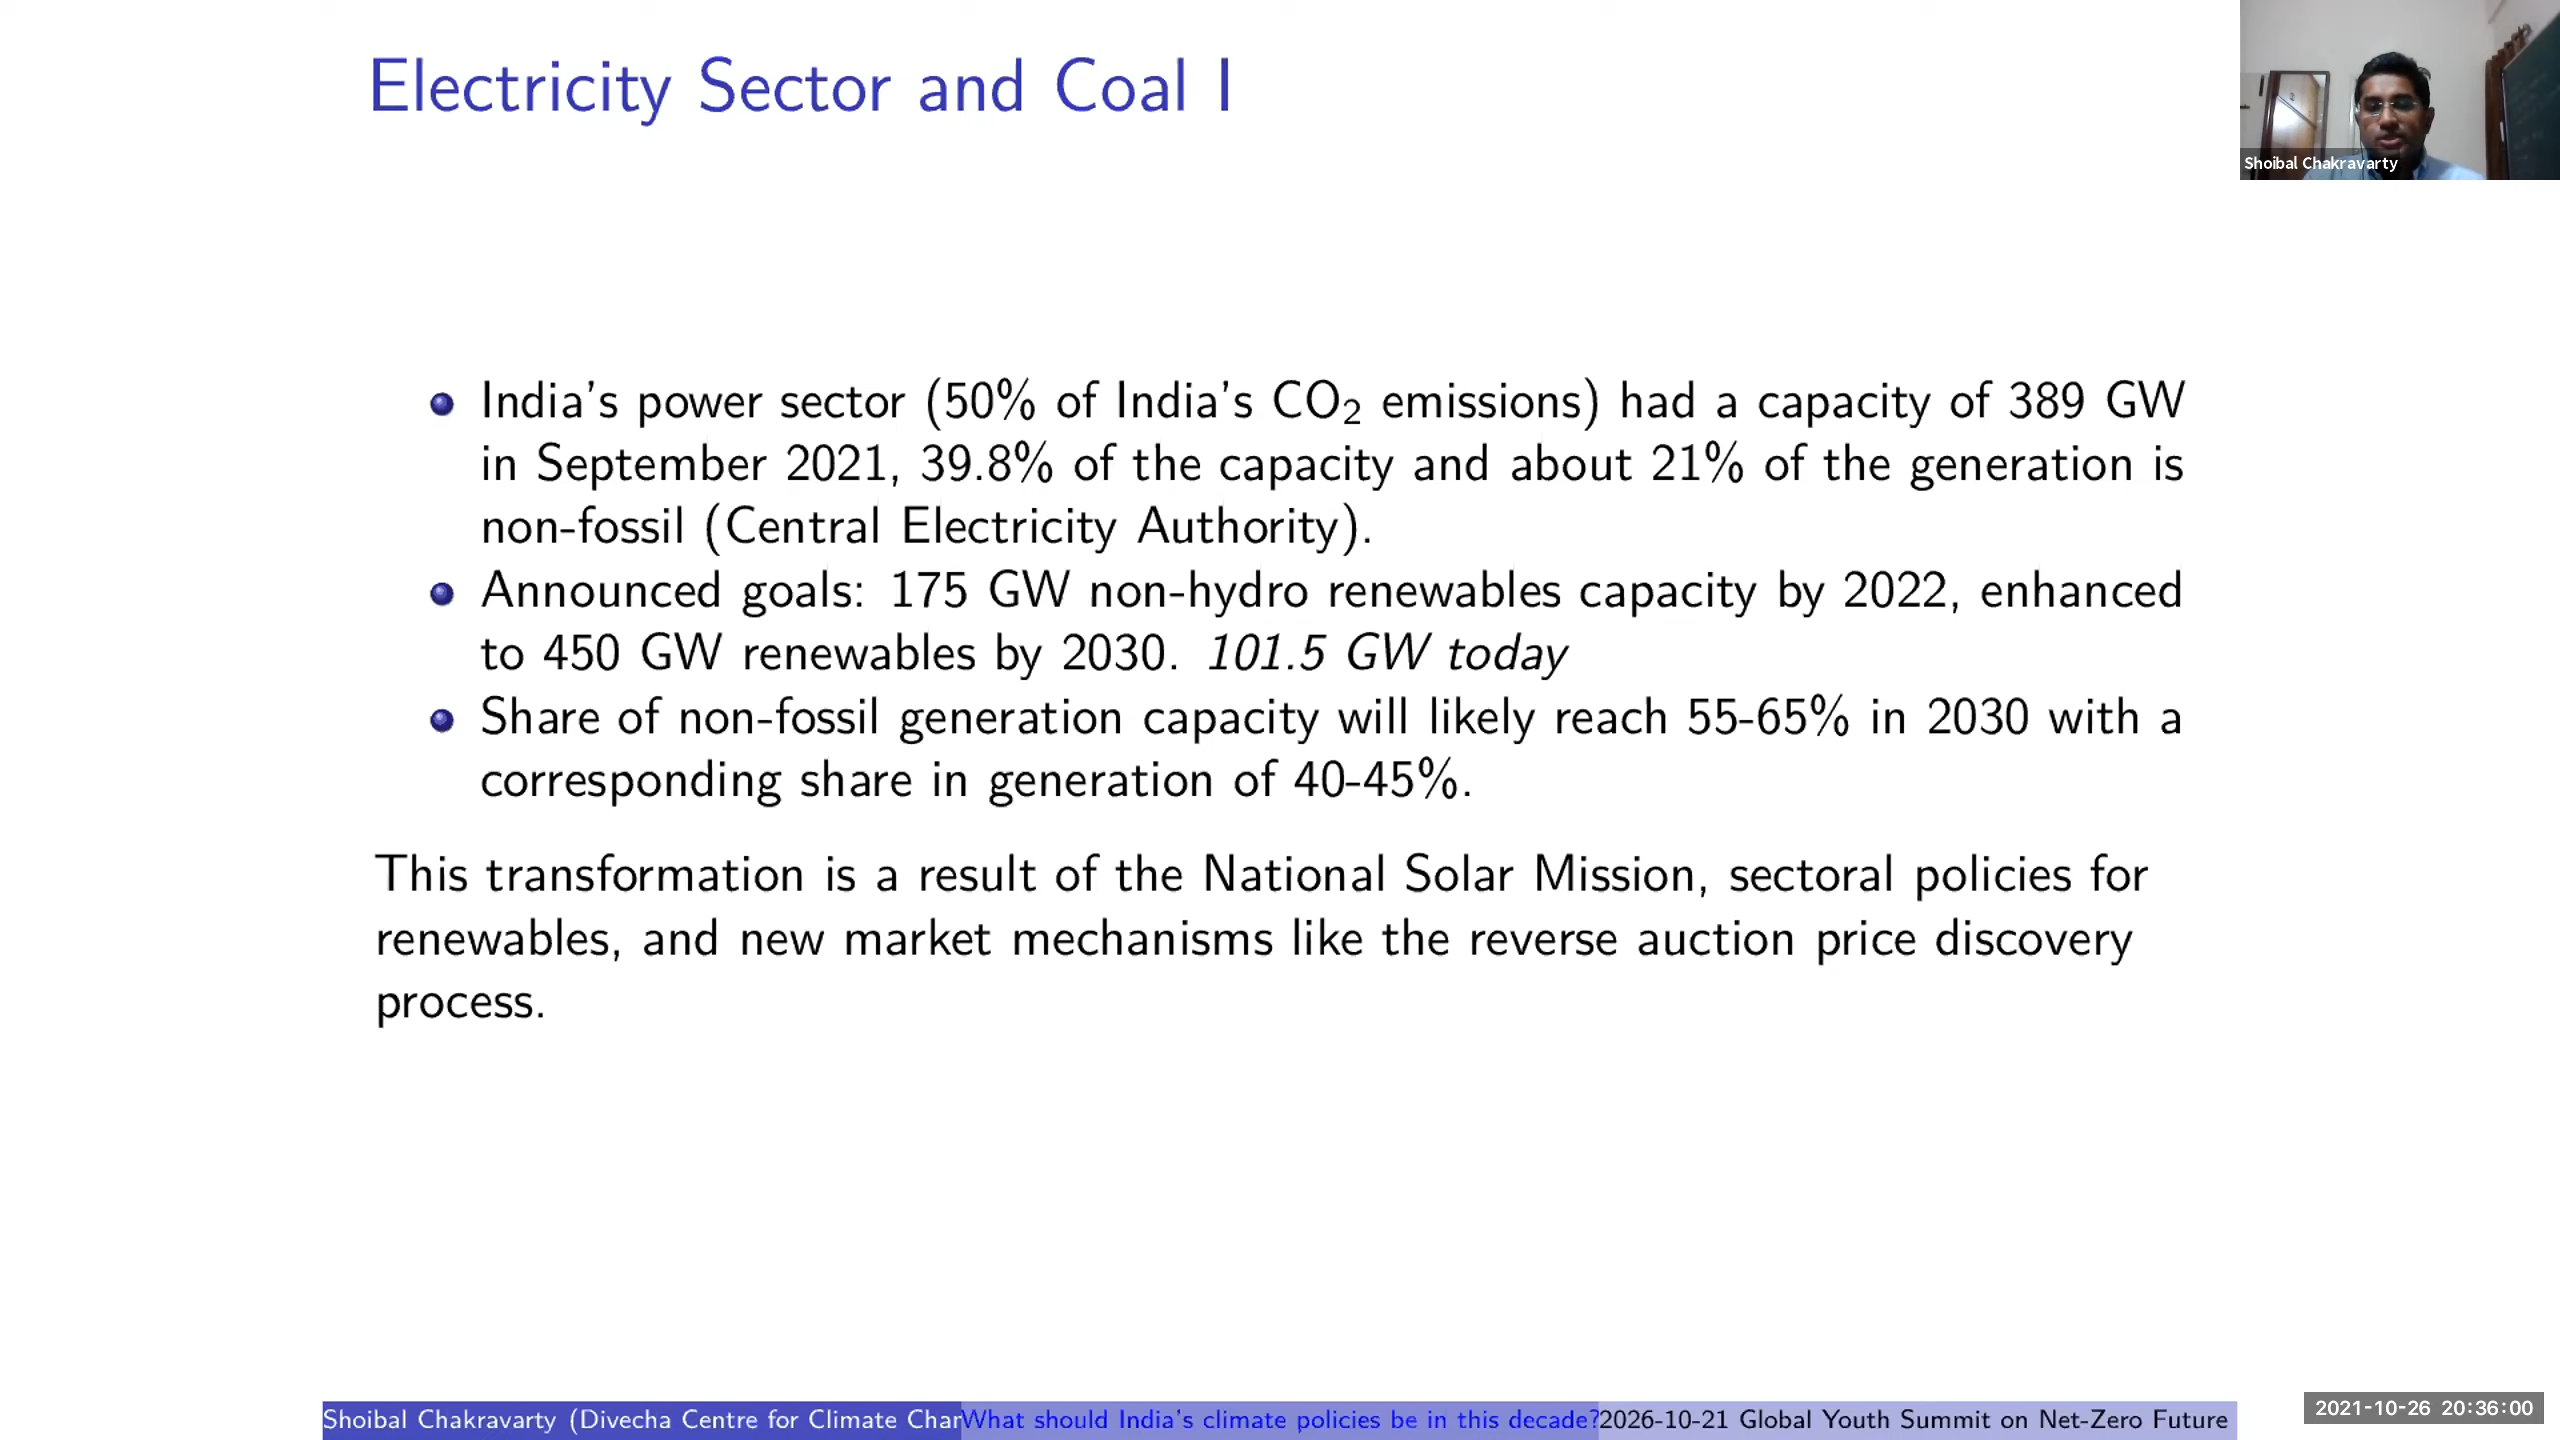 Electricity Sector and Coal I
Shoibal Chakravarty
India's power sector (50% of India's CO₂ emissions) had a capacity of 389 GW
in September 2021, 39.8% of the capacity and about 21% of the generation is
non-fossil (Central Electricity Authority).
Announced goals: 175 GW non-hydro renewables capacity by 2022, enhanced
to 450 GW renewables by 2030. 101.5 GW today
Share of non-fossil generation capacity will likely reach 55-65% in 2030 with a
corresponding share in generation of 40-45%.
This transformation is a result of the National Solar Mission, sectoral policies for
renewables, and new market mechanisms like the reverse auction price discovery
process.
Shoibal Chakravarty (Divecha Centre for Climate Char What should India's climate policies be in this decade? 2026-10-21 Global Youth Summit on Net-Zero Future
2021-10-26 20:36:00